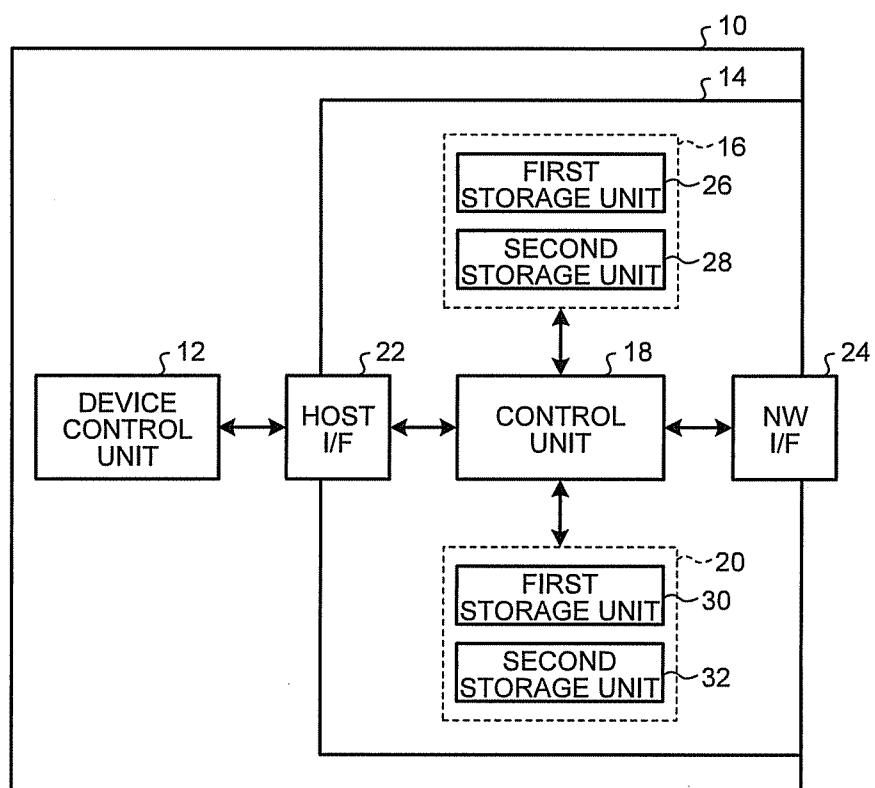 10
14
16
FIRST
STORAGE UNIT
26
SECOND
STORAGE UNIT
28
12
22
18
24
DEVICE
CONTROL
UNIT
HOST
I/F
CONTROL
UNIT
NW
I/F
20
FIRST
STORAGE UNIT
30
SECOND
STORAGE UNIT
32